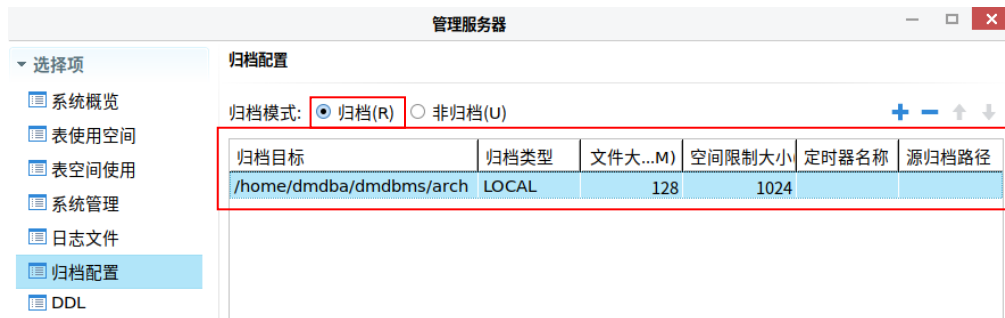 管理服务器
选择项
系统概览
表使用空间
表空间使用
系统管理
日志文件
归档配置
DDL
归档配置
归档模式: 归档(R) 非归档(U)
归档目标 归档类型 文件大...M) 空间限制大小( 定时器名称 源归档路径
/home/dmdba/dmdbms/arch LOCAL 128 1024